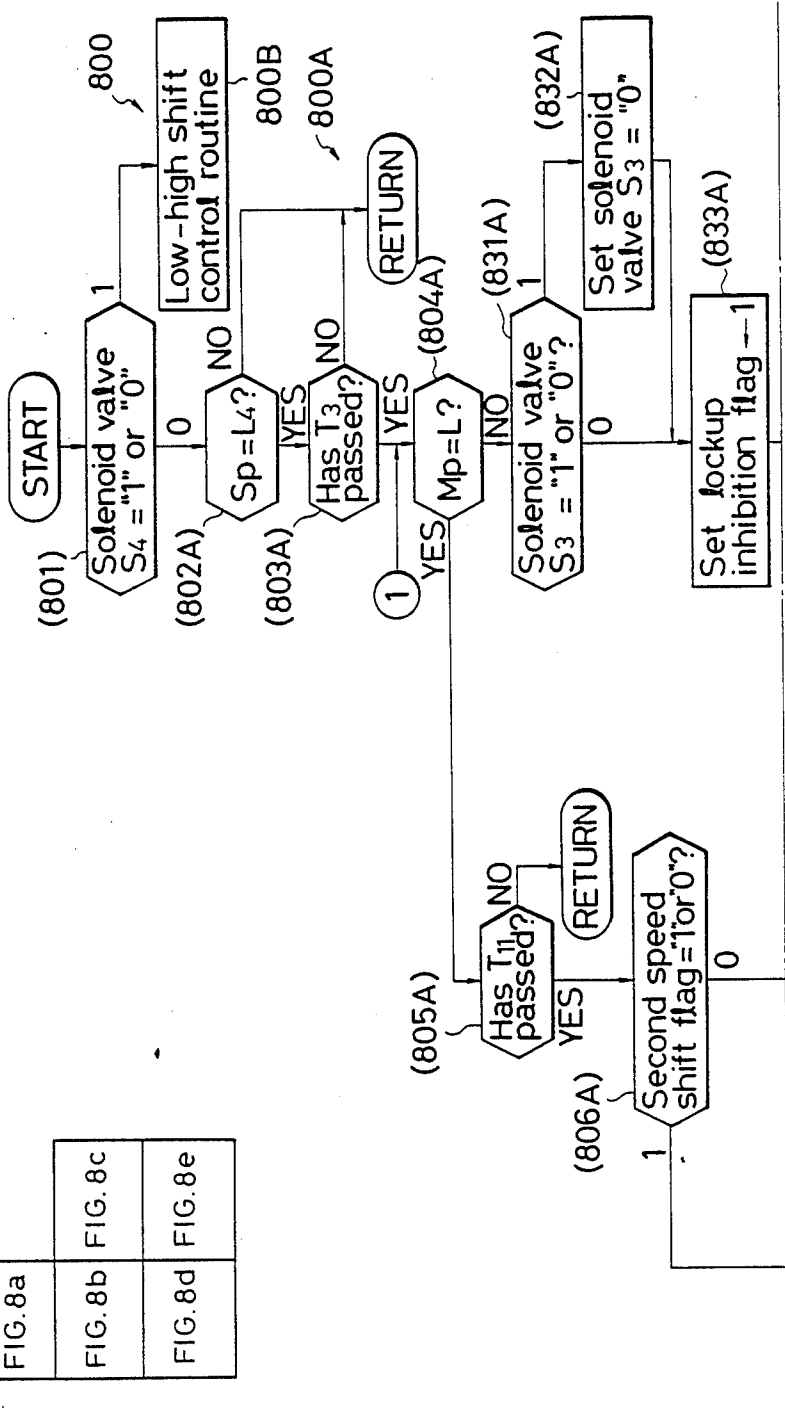 FIG.8a
FIG.8b FIG.8c
FIG.8d FIG.8e
START
800
(801)
Solenoid valve
S4 = "1" or "0"
1
0
Low-high shift
control routine
800B
(802A)
Sp = L4?
NO
YES
800A
(803A)
Has T3
passed?
NO
YES
RETURN
1
(804A)
Mp = L?
YES
NO
(805A)
Has T11
passed?
NO
YES
RETURN
(806A)
Second speed
shift flag="1"or"0"?
1
0
(831A)
Solenoid valve
S3 = "1" or "0"?
1
0
(832A)
Set solenoid
valve S3 = "0"
(833A)
Set lockup
inhibition flag ← 1